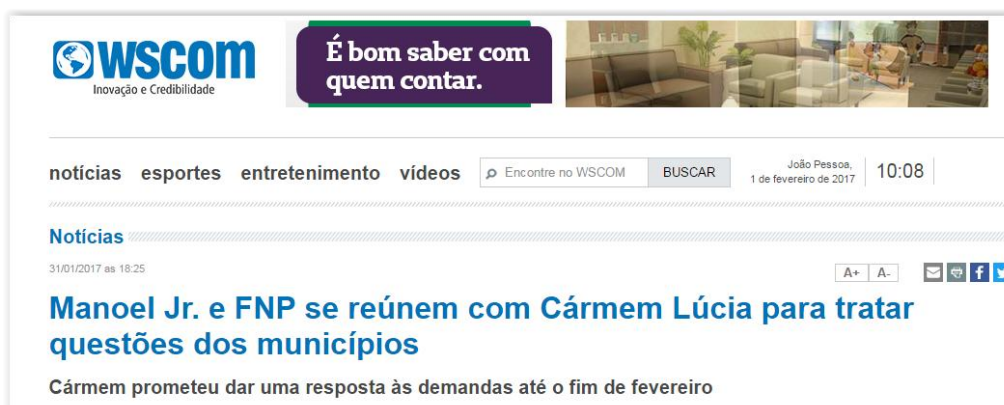 WSCOM
Inovação e Credibilidade
É bom saber com
quem contar.
notícias esportes entretenimento vídeos Encontre no WSCOM BUSCAR João Pessoa,
1 de fevereiro de 2017 10:08
Notícias
31/01/2017 as 18:25 A+ A-
Manoel Jr. e FNP se reúnem com Cármem Lúcia para tratar
questões dos municípios
Cármem prometeu dar uma resposta às demandas até o fim de fevereiro